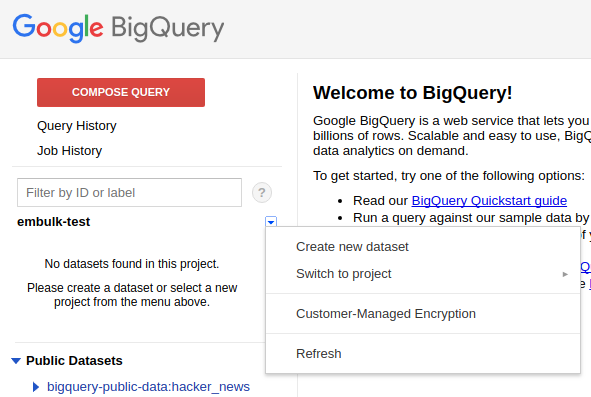 Google BigQuery
COMPOSE QUERY
Query History
Job History
Filter by ID or label
?
embulk-test
No datasets found in this project.
Please create a dataset or select a new
project from the menu above.
Public Datasets
bigquery-public-data:hacker_news
Welcome to BigQuery!
Google BigQuery is a web service that lets you
billions of rows. Scalable and easy to use, BigQ
data analytics on demand.
To get started, try one of the following options:
Read our BigQuery Quickstart guide
Run a query against our sample data by
Create new dataset
Switch to project
Customer-Managed Encryption
Refresh